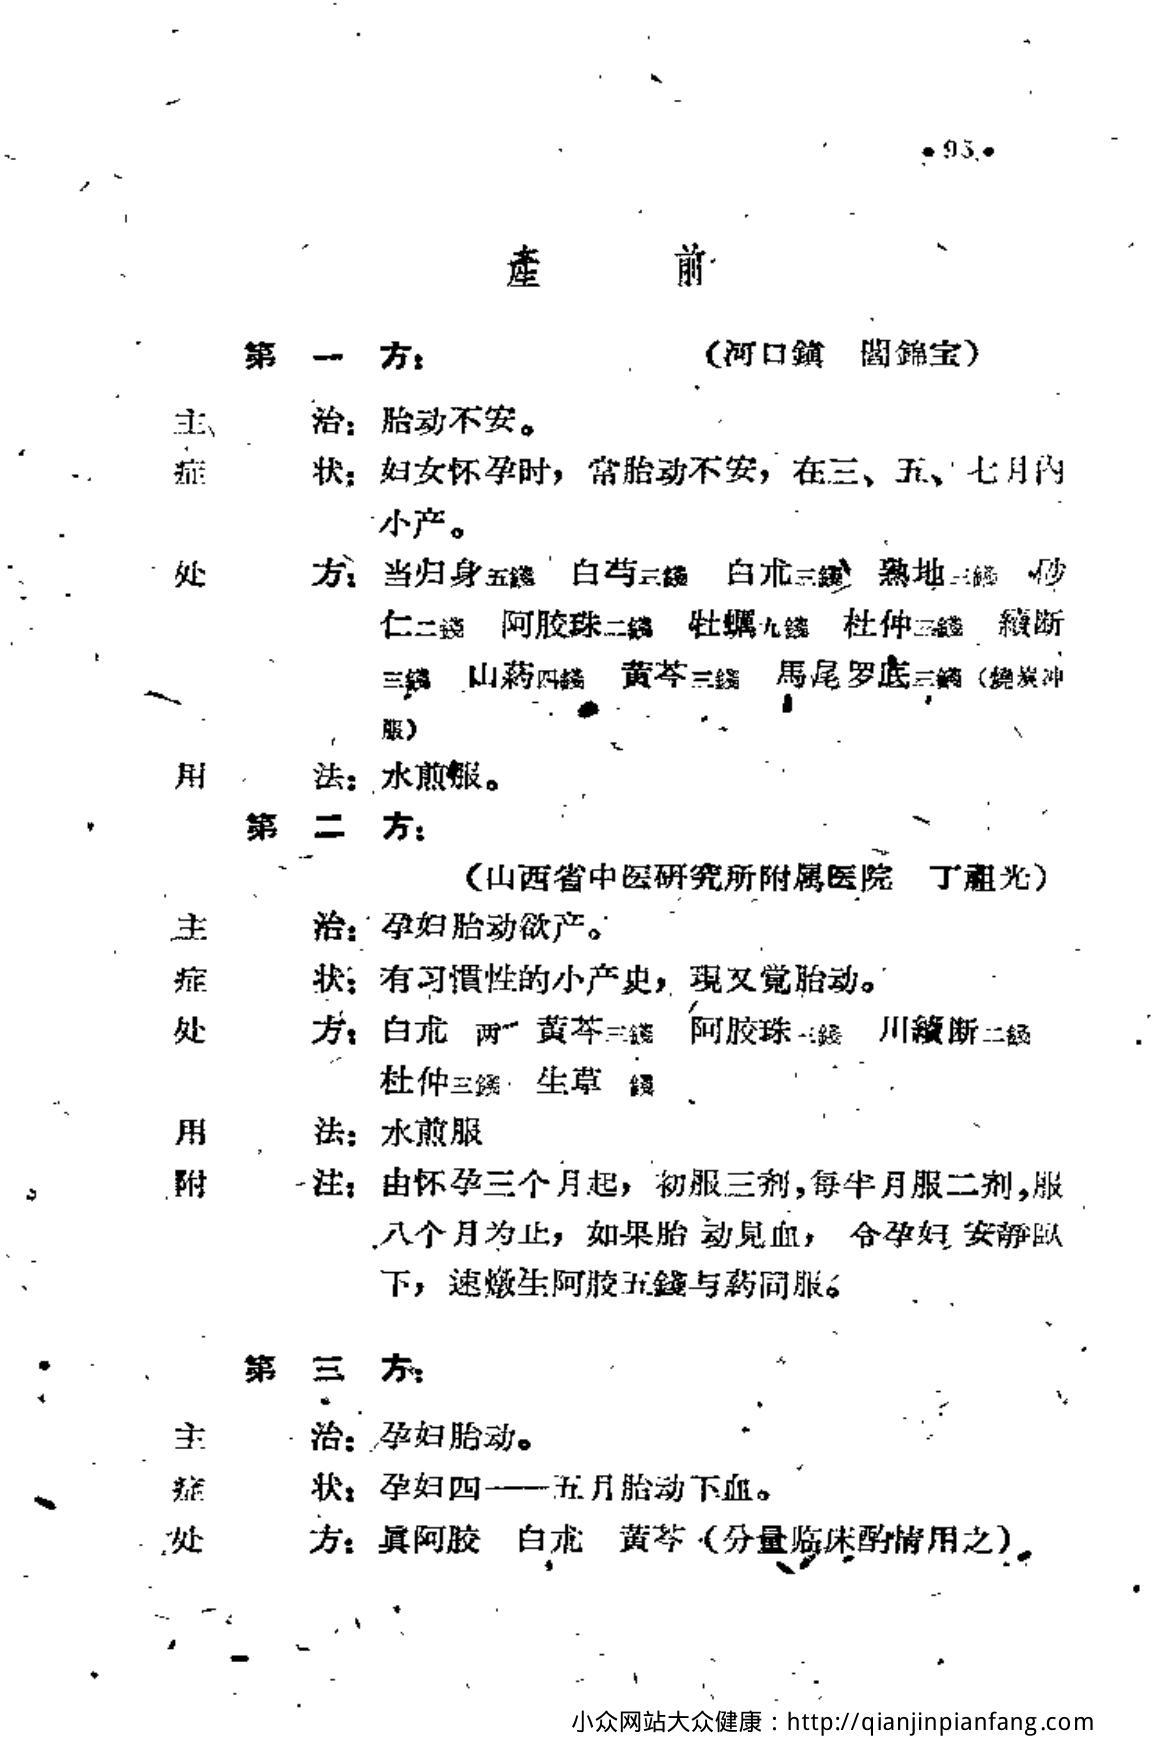 •95•
產 前
第一方： （河口鎮 閻錦宝）
主 治：胎动不安。
症 状：妇女怀孕时，常胎动不安，在三、五、七月内
小产。
处 方：当归身五錢 白芍三錢 白朮三錢 熟地三錢 砂
仁二錢 阿胶珠二錢 牡蠣九錢 杜仲三錢 續断
三錢 山药四錢 黄芩三錢 馬尾罗底三錢（燒炭冲
服）
用 法：水煎服。
第二方：
（山西省中医研究所附属医院 丁祖光）
主 治：孕妇胎动欲产。
症 状：有习慣性的小产史，現又覚胎动。
处 方：白朮 两 黄芩三錢 阿胶珠 錢 川續断二錢
杜仲三錢 生草 錢
用 法：水煎服
附 注：由怀孕三个月起，初服三剂，每半月服二剂，服
八个月为止，如果胎动見血，令孕妇安靜臥
下，速燉生阿胶五錢与药同服。
第三方：
主 治：孕妇胎动。
症 状：孕妇四——五月胎动下血。
处 方：眞阿胶 白朮 黄芩（分量临床酌情用之）
小众网站大众健康：http://qianjinpianfang.com